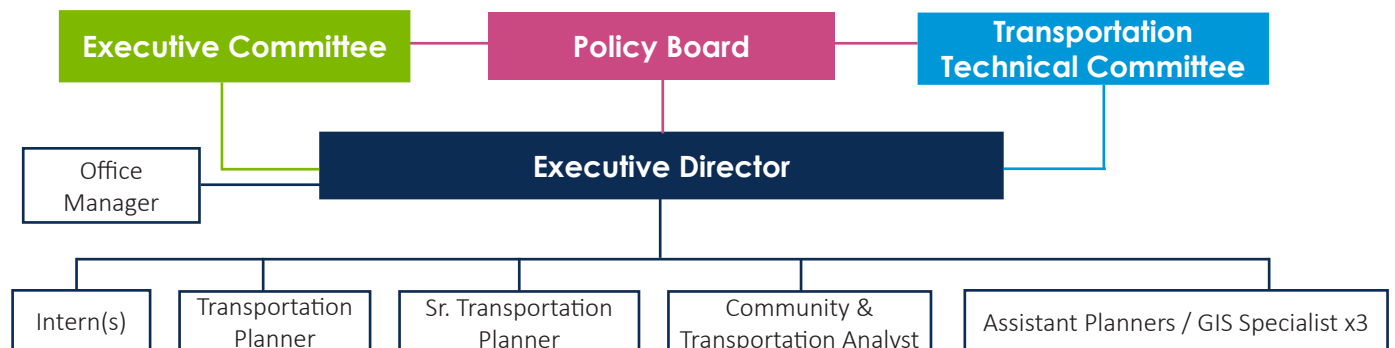 Executive Committee
Policy Board
Transportation
Technical Committee
Executive Director
Office
Manager
Intern(s)
Transportation
Planner
Sr. Transportation
Planner
Community &
Transportation Analyst
Assistant Planners / GIS Specialist x3